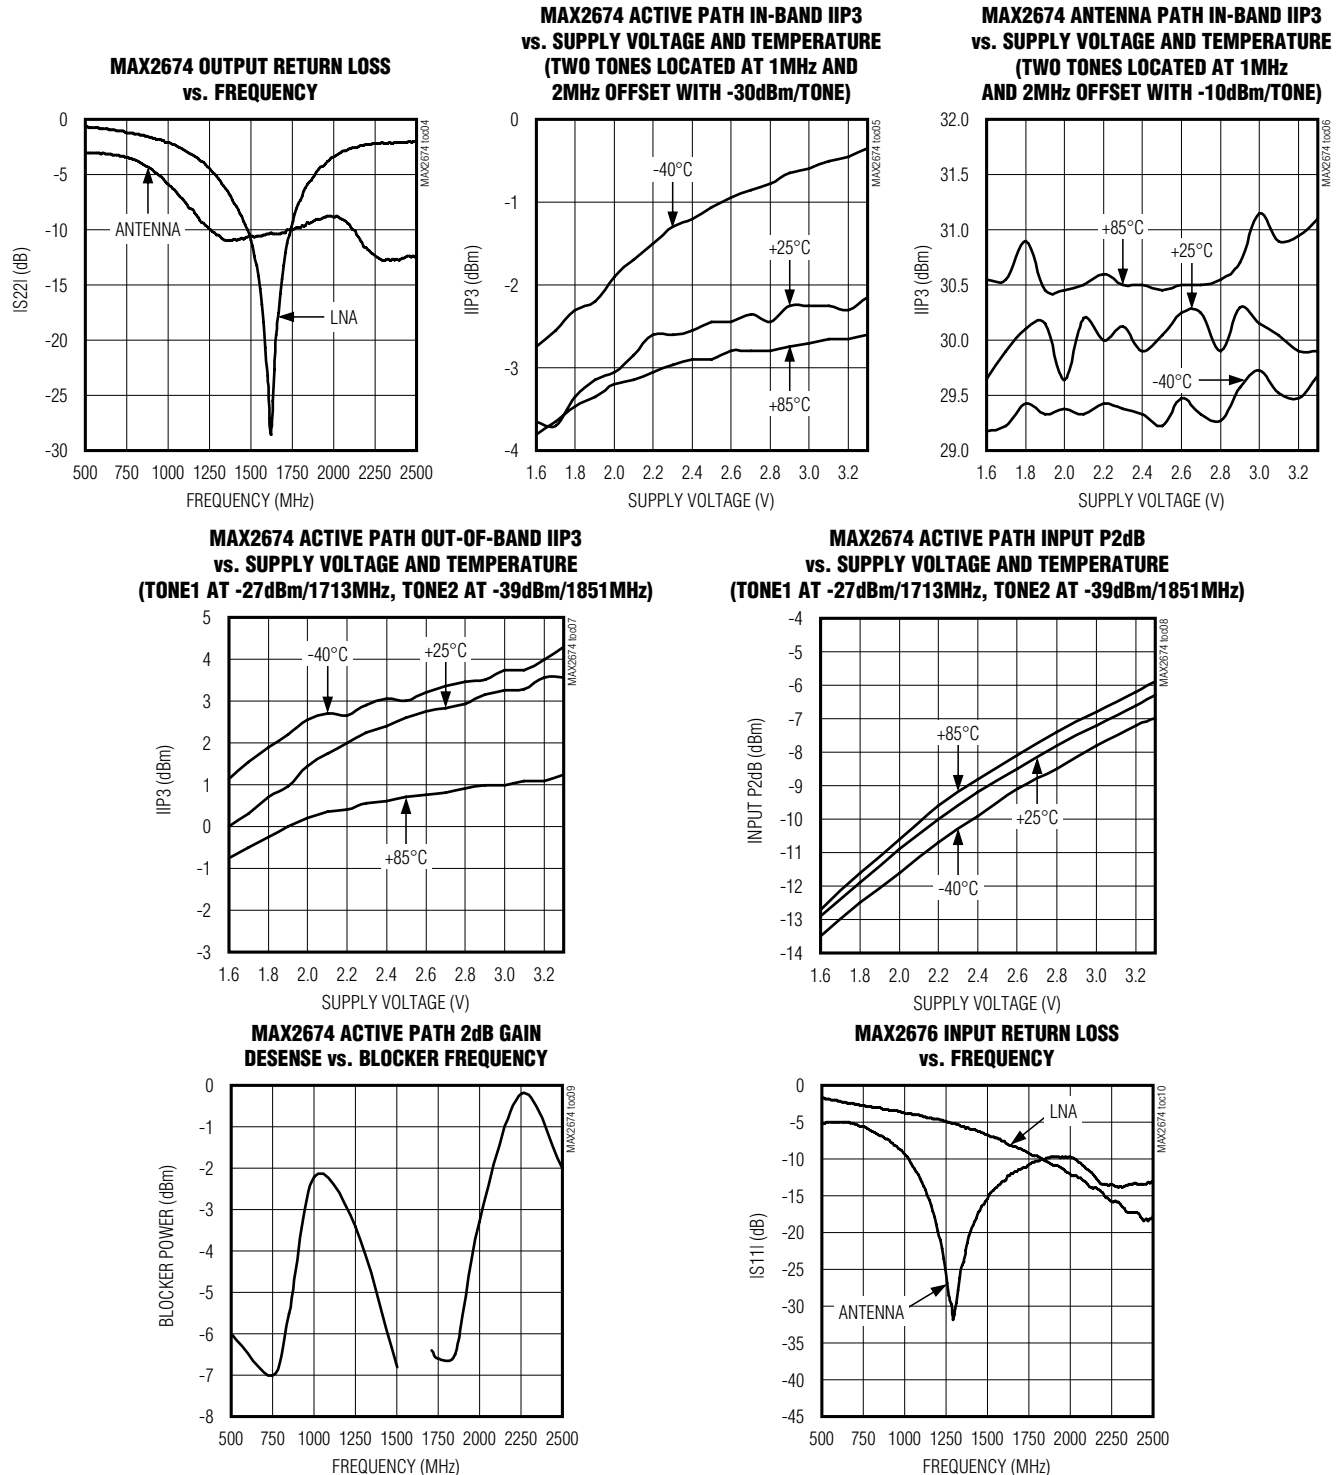 MAX2674 OUTPUT RETURN LOSS
vs. FREQUENCY
0
-5
-10
-15
-20
-25
-30
|S22| (dB)
ANTENNA
LNA
MAX2674 toc04
500 750 1000 1250 1500 1750 2000 2250 2500
FREQUENCY (MHz)
MAX2674 ACTIVE PATH IN-BAND IIP3
vs. SUPPLY VOLTAGE AND TEMPERATURE
(TWO TONES LOCATED AT 1MHz AND
2MHz OFFSET WITH -30dBm/TONE)
0
-1
-2
-3
-4
IIP3 (dBm)
-40°C
+25°C
+85°C
MAX2674 toc05
1.6 1.8 2.0 2.2 2.4 2.6 2.8 3.0 3.2
SUPPLY VOLTAGE (V)
MAX2674 ANTENNA PATH IN-BAND IIP3
vs. SUPPLY VOLTAGE AND TEMPERATURE
(TWO TONES LOCATED AT 1MHz
AND 2MHz OFFSET WITH -10dBm/TONE)
32.0
31.5
31.0
30.5
30.0
29.5
29.0
IIP3 (dBm)
+85°C
+25°C
-40°C
MAX2674 toc06
1.6 1.8 2.0 2.2 2.4 2.6 2.8 3.0 3.2
SUPPLY VOLTAGE (V)
MAX2674 ACTIVE PATH OUT-OF-BAND IIP3
vs. SUPPLY VOLTAGE AND TEMPERATURE
(TONE1 AT -27dBm/1713MHz, TONE2 AT -39dBm/1851MHz)
5
4
3
2
1
0
-1
-2
-3
IIP3 (dBm)
-40°C
+25°C
+85°C
MAX2674 toc07
1.6 1.8 2.0 2.2 2.4 2.6 2.8 3.0 3.2
SUPPLY VOLTAGE (V)
MAX2674 ACTIVE PATH INPUT P2dB
vs. SUPPLY VOLTAGE AND TEMPERATURE
(TONE1 AT -27dBm/1713MHz, TONE2 AT -39dBm/1851MHz)
-4
-5
-6
-7
-8
-9
-10
-11
-12
-13
-14
INPUT P2dB (dBm)
+85°C
+25°C
-40°C
MAX2674 toc08
1.6 1.8 2.0 2.2 2.4 2.6 2.8 3.0 3.2
SUPPLY VOLTAGE (V)
MAX2674 ACTIVE PATH 2dB GAIN
DESENSE vs. BLOCKER FREQUENCY
0
-1
-2
-3
-4
-5
-6
-7
-8
BLOCKER POWER (dBm)
MAX2674 toc09
500 750 1000 1250 1500 1750 2000 2250 2500
FREQUENCY (MHz)
MAX2676 INPUT RETURN LOSS
vs. FREQUENCY
0
-5
-10
-15
-20
-25
-30
-35
-40
-45
|S11| (dB)
LNA
ANTENNA
MAX2674 toc10
500 750 1000 1250 1500 1750 2000 2250 2500
FREQUENCY (MHz)